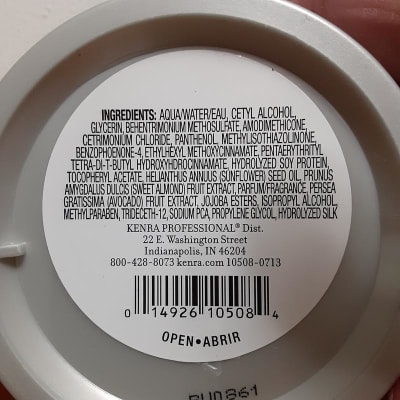 INGREDIENTS: AQUA/WATER/EAU, CETYL ALCOHOL,
GLYCERIN, BEHENTRIMONIUM METHOSULFATE, AMODIMETHICONE,
CETRIMONIUM CHLORIDE, PANTHENOL, METHYLISOTHIAZOLINONE,
BENZOPHENONE-4, ETHYLHEXYL METHOXYCINNAMATE, PENTAERYTHRITYL
TETRA-DI-T-BUTYL HYDROXYHYDROCINNAMATE, HYDROLYZED SOY PROTEIN,
TOCOPHERYL ACETATE, HELIANTHUS ANNUUS (SUNFLOWER) SEED OIL, PRUNUS
AMYGDALUS DULCIS (SWEET ALMOND) FRUIT EXTRACT, PARFUM/FRAGRANCE, PERSEA
GRATISSIMA (AVOCADO) FRUIT EXTRACT, JOJOBA ESTERS, ISOPROPYL ALCOHOL,
METHYLPARABEN, TRIDECETH-12, SODIUM PCA, PROPYLENE GLYCOL, HYDROLYZED SILK
KENRA PROFESSIONAL® Dist.
22 E. Washington Street
Indianapolis, IN 46204
800-428-8073 kenra.com 10508-0713
0 14926 10508 4
OPEN•ABRIR